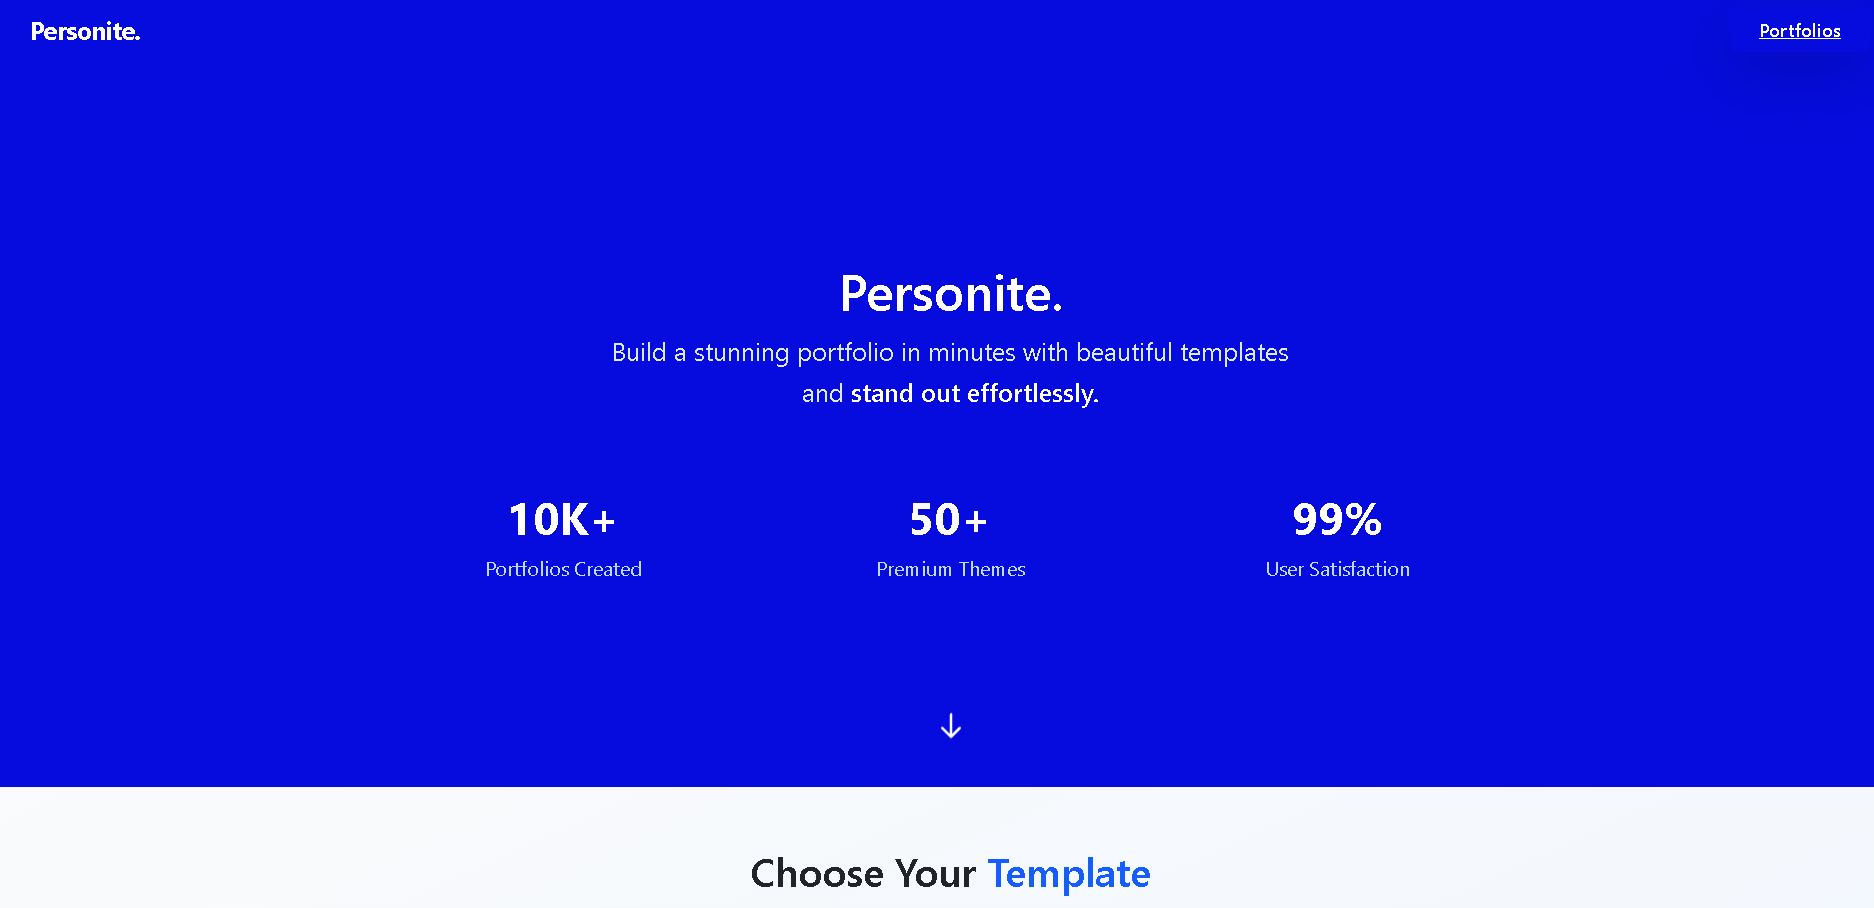 Personite.
Portfolios
Personite.
Build a stunning portfolio in minutes with beautiful templates
and stand out effortlessly.
10K+
50+
99%
Portfolios Created
Premium Themes
User Satisfaction
Choose Your Template